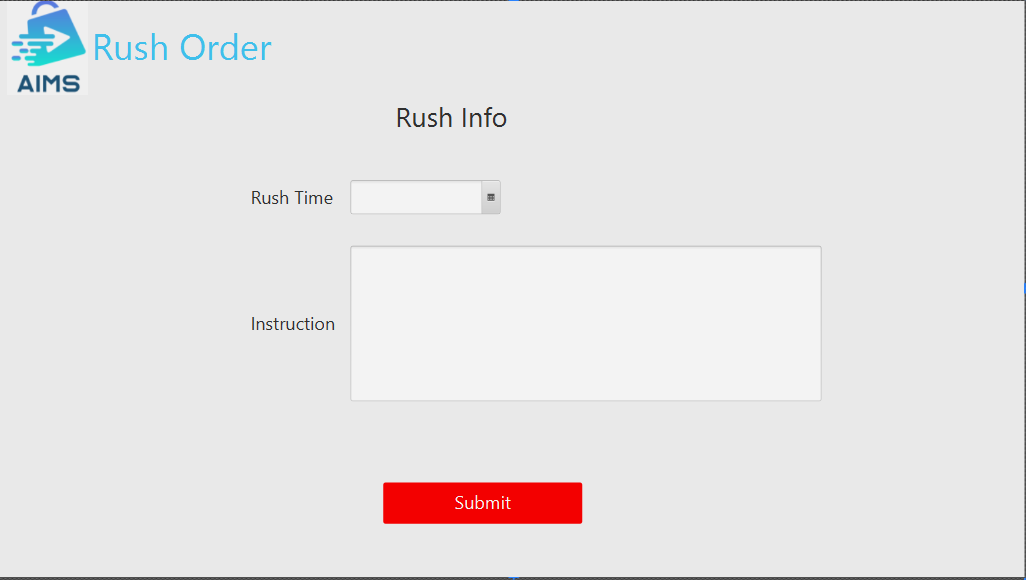 Rush Order
AIMS
Rush Info
Rush Time
Instruction
Submit